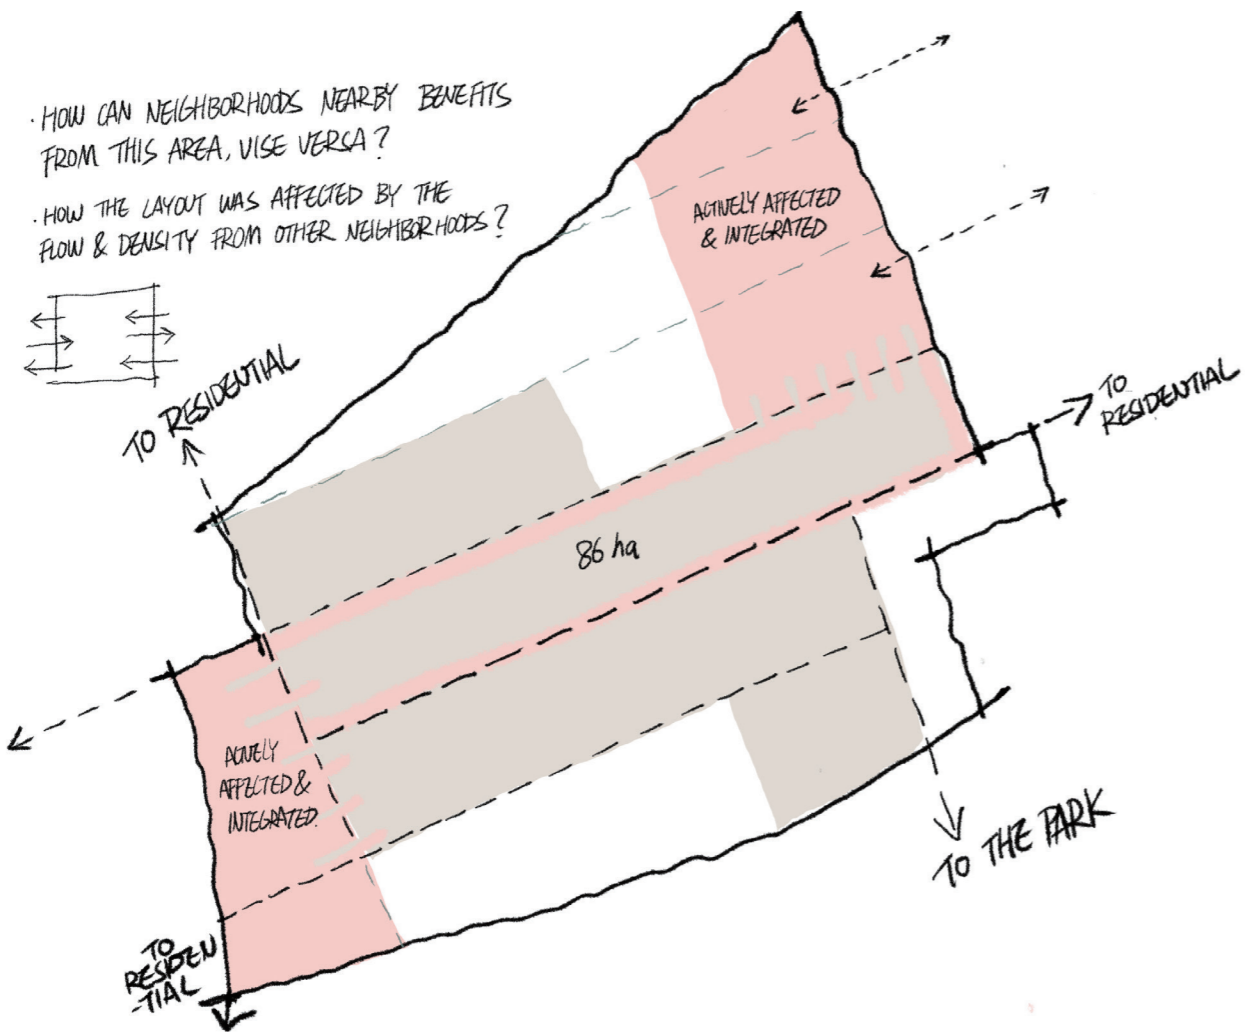 · HOW CAN NEIGHBORHOODS NEARBY BENEFITS
FROM THIS AREA, VISE VERSA?
· HOW THE LAYOUT WAS AFFECTED BY THE
FLOW & DENSITY FROM OTHER NEIGHBORHOODS?
ACTIVELY AFFECTED
& INTEGRATED
TO RESIDENTIAL
TO
RESIDENTIAL
86 ha
ACTIVELY
AFFECTED &
INTEGRATED.
TO THE PARK
TO
RESIDEN
-TIAL